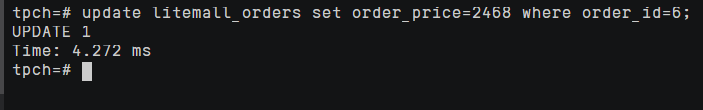 tpch=# update litemall_orders set order_price=2468 where order_id=6;
UPDATE 1
Time: 4.272 ms
tpch=#